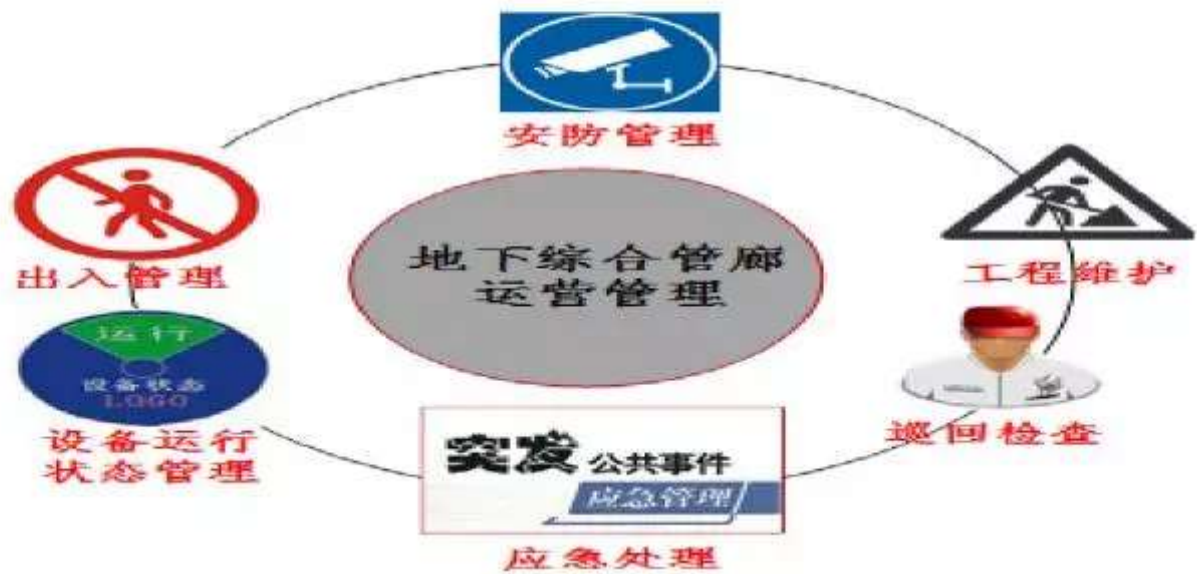 安防管理
地下综合管廊
运营管理
出入管理
工程维护
运行
设备状态
LOGO
设备运行
状态管理
巡回检查
突发 公共事件
应急管理
应急处理